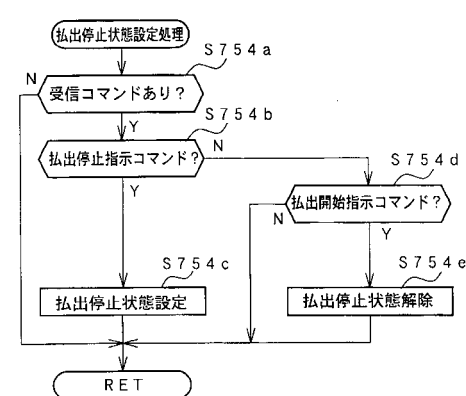 払出停止状態設定処理
S754a
N
受信コマンドあり？
S754b
Y
払出停止指示コマンド？
N
S754d
Y
払出開始指示コマンド？
N
Y
S754c
S754e
払出停止状態設定
払出停止状態解除
RET